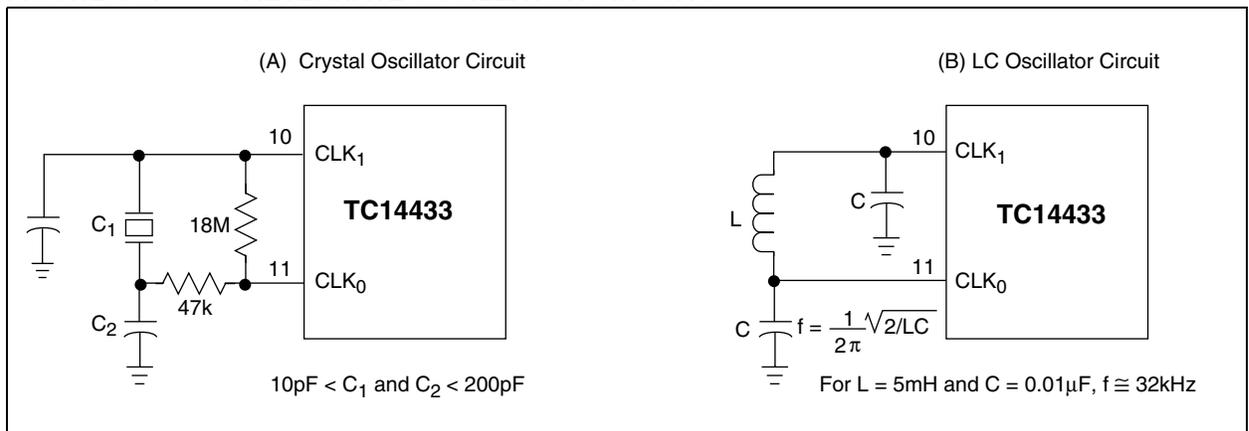 (A) Crystal Oscillator Circuit
10
CLK₁
C₁
18M
TC14433
11
CLK₀
47k
C₂
10pF < C₁ and C₂ < 200pF
(B) LC Oscillator Circuit
10
CLK₁
C
L
TC14433
11
CLK₀
C
f = 1/2π √2/LC
For L = 5mH and C = 0.01μF, f ≅ 32kHz